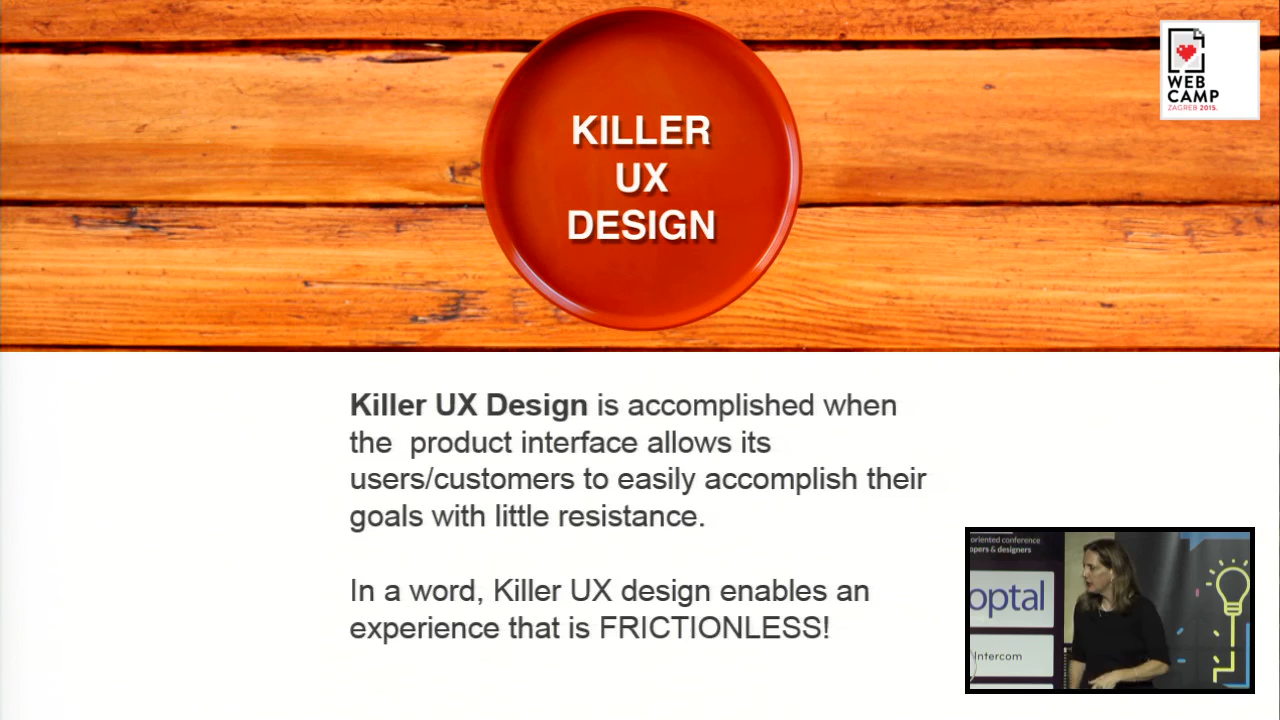 KILLER
UX
DESIGN
WEB
CAMP
ZAGREB 2015.
Killer UX Design is accomplished when
the product interface allows its
users/customers to easily accomplish their
goals with little resistance.
In a word, Killer UX design enables an
experience that is FRICTIONLESS!
oriented conference
opers & designers
optal
Intercom